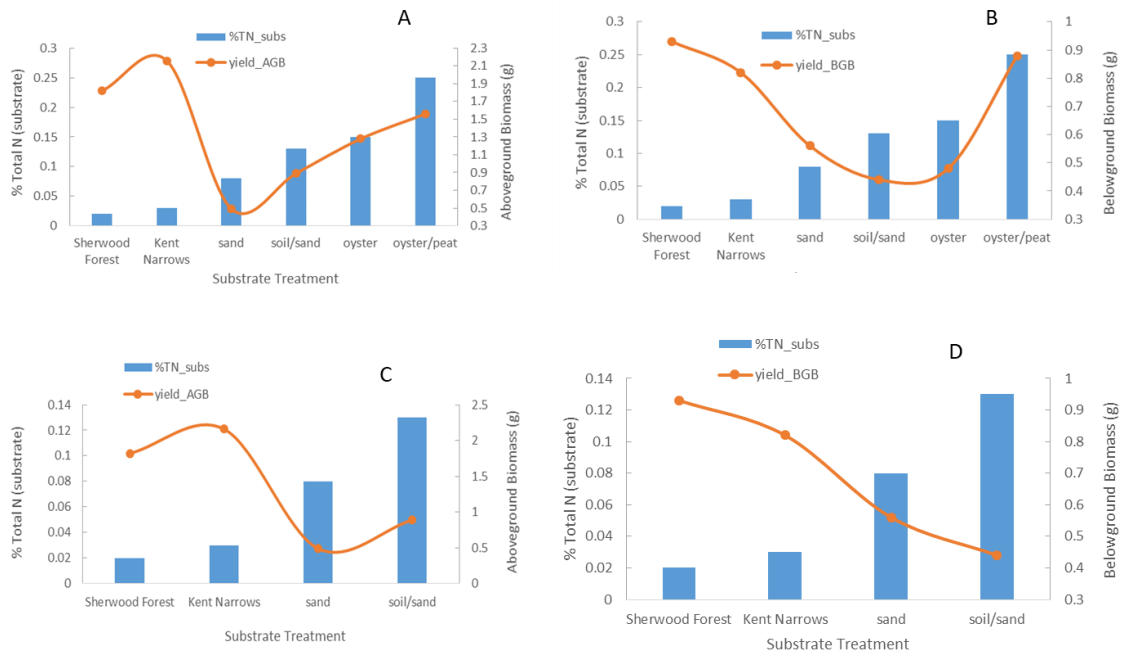 A
%TN_subs
yield_AGB
0.3
0.25
0.2
0.15
0.1
0.05
0
% Total N (substrate)
2.3
2.1
1.9
1.7
1.5
1.3
1.1
0.9
0.7
0.5
0.3
Aboveground Biomass (g)
Sherwood Forest
Kent Narrows
sand
soil/sand
oyster
oyster/peat
Substrate Treatment
B
%TN_subs
yield_BGB
0.3
0.25
0.2
0.15
0.1
0.05
0
% Total N (substrate)
1
0.9
0.8
0.7
0.6
0.5
0.4
0.3
Belowground Biomass (g)
Sherwood Forest
Kent Narrows
sand
soil/sand
oyster
oyster/peat
C
%TN_subs
yield_AGB
0.14
0.12
0.1
0.08
0.06
0.04
0.02
0
% Total N (substrate)
2.5
2
1.5
1
0.5
0
Aboveground Biomass (g)
Sherwood Forest
Kent Narrows
sand
soil/sand
Substrate Treatment
D
%TN_subs
yield_BGB
0.14
0.12
0.1
0.08
0.06
0.04
0.02
0
% Total N (substrate)
1
0.9
0.8
0.7
0.6
0.5
0.4
0.3
Belowground Biomass (g)
Sherwood Forest
Kent Narrows
sand
soil/sand
Substrate Treatment